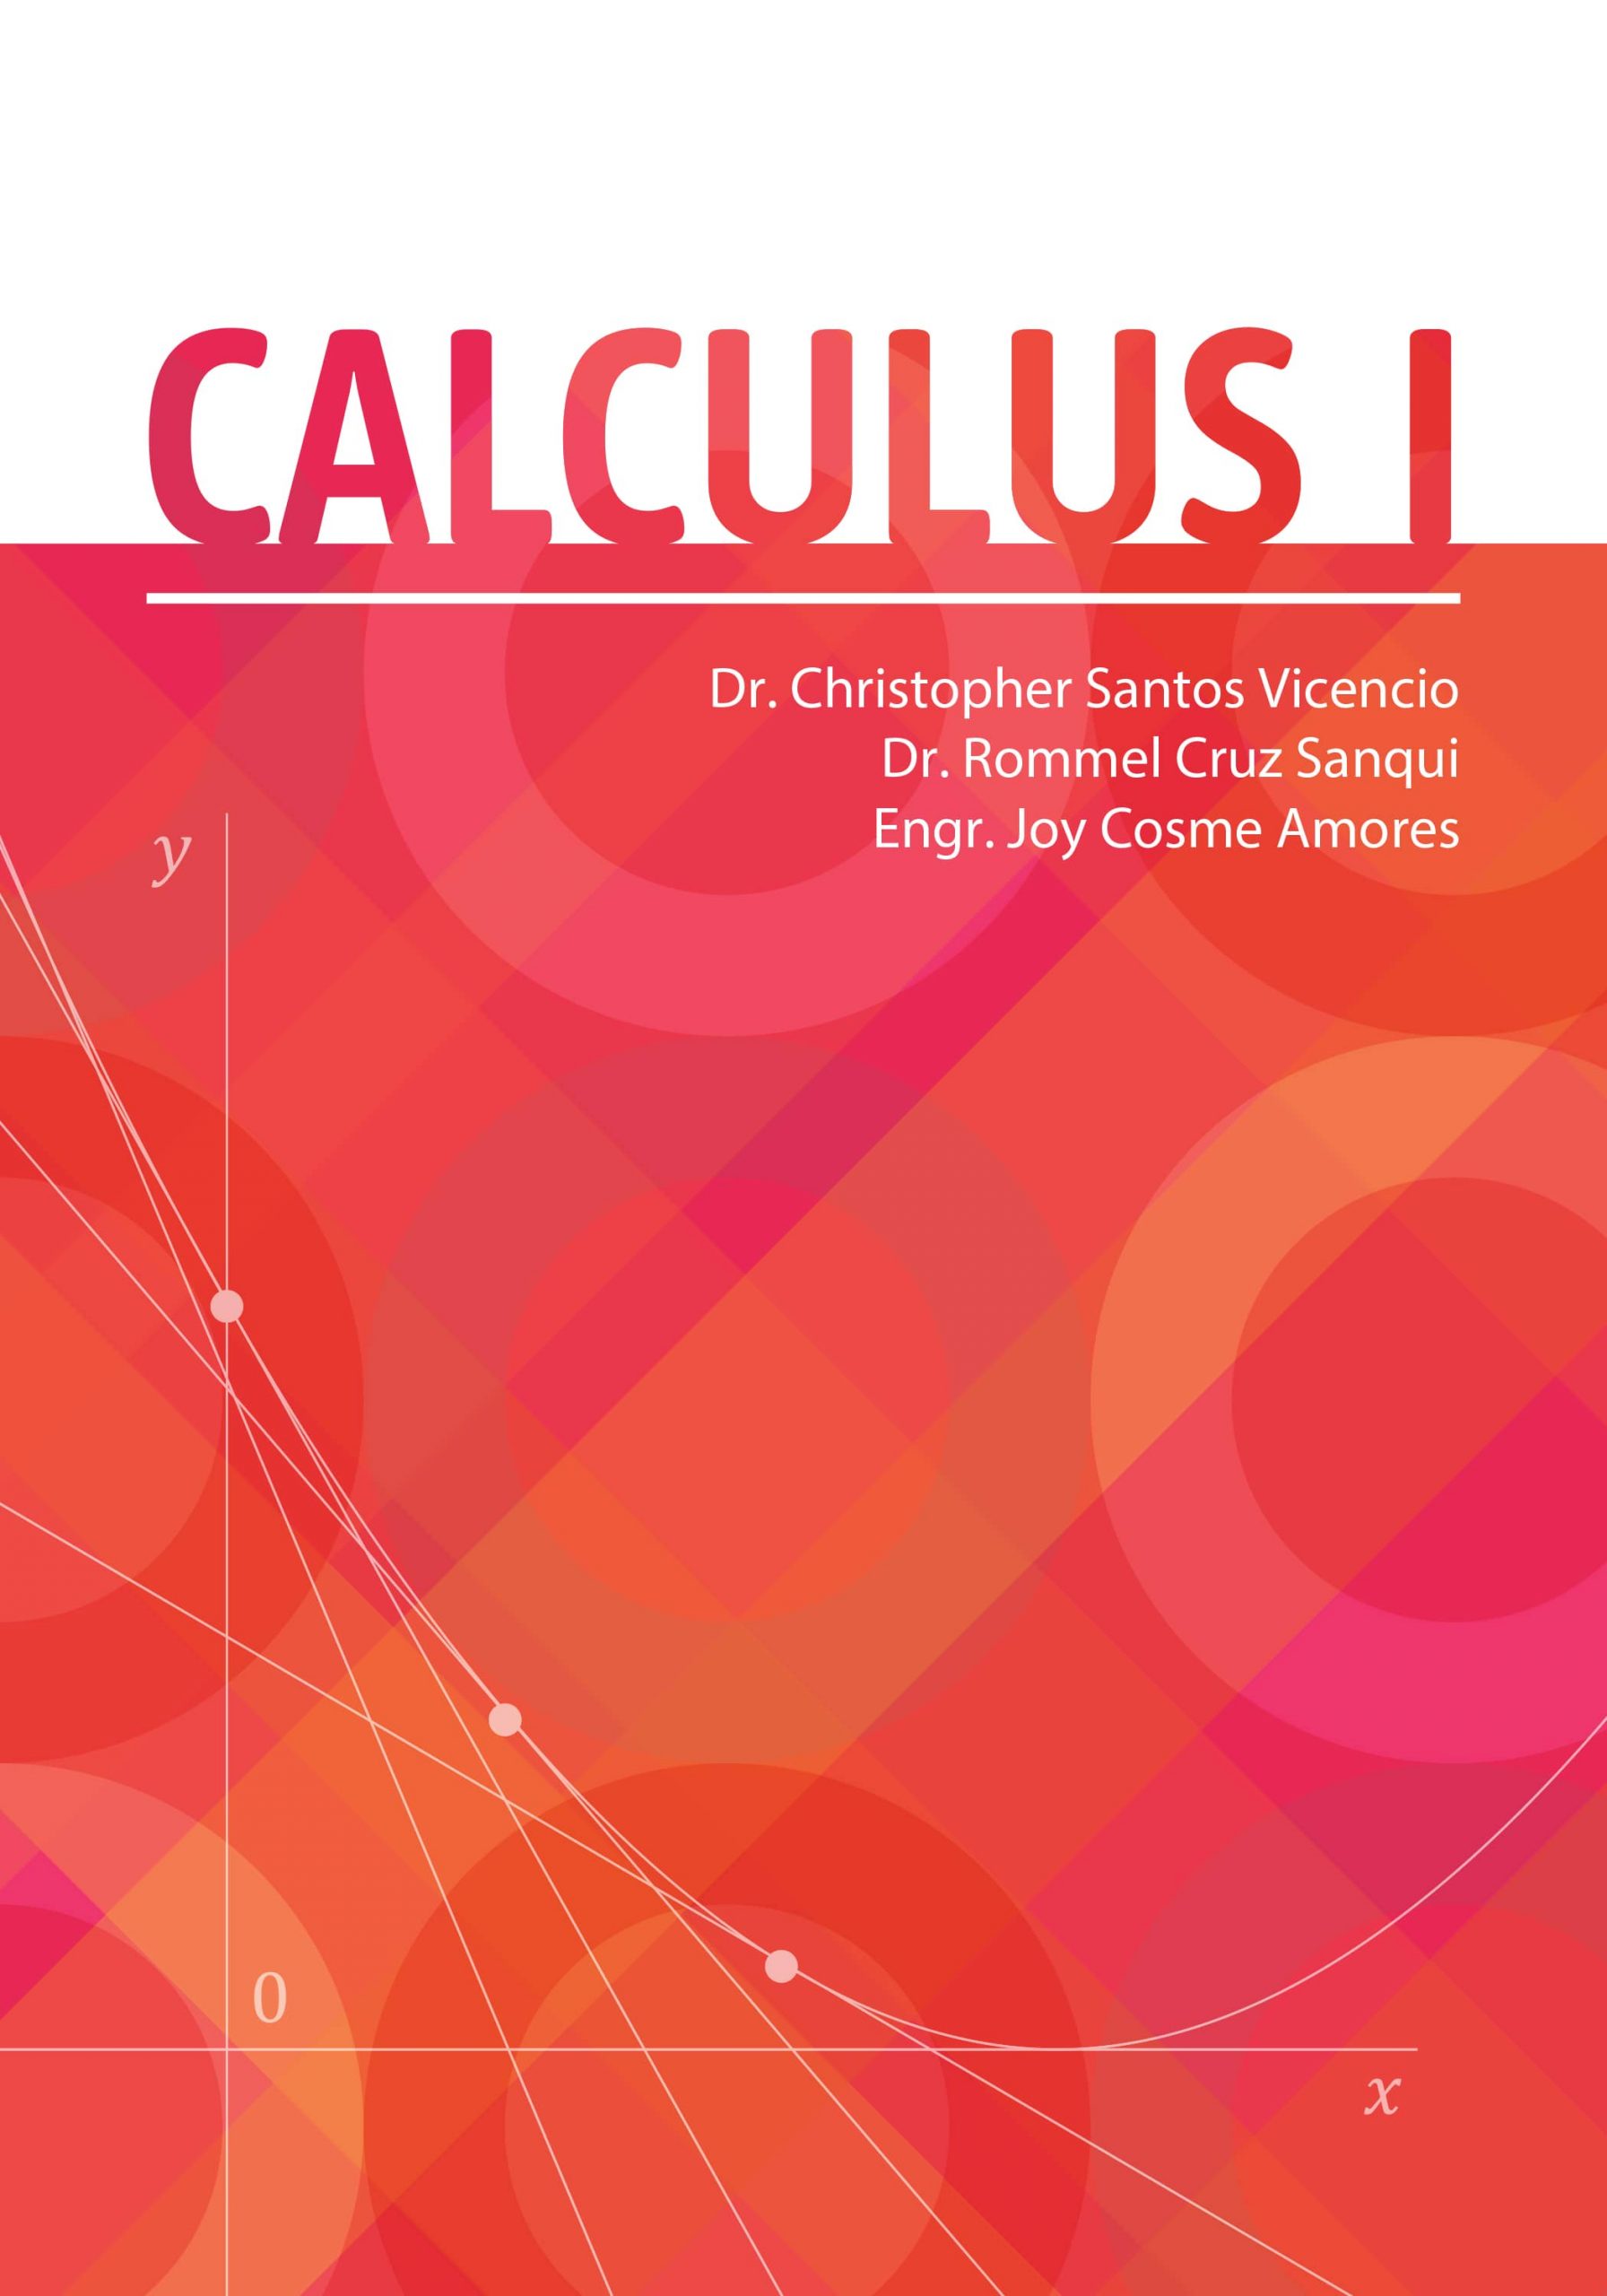 CALCULUS I
Dr. Christopher Santos Vicencio
Dr. Rommel Cruz Sanqui
Engr. Joy Cosme Amores
y
0
x